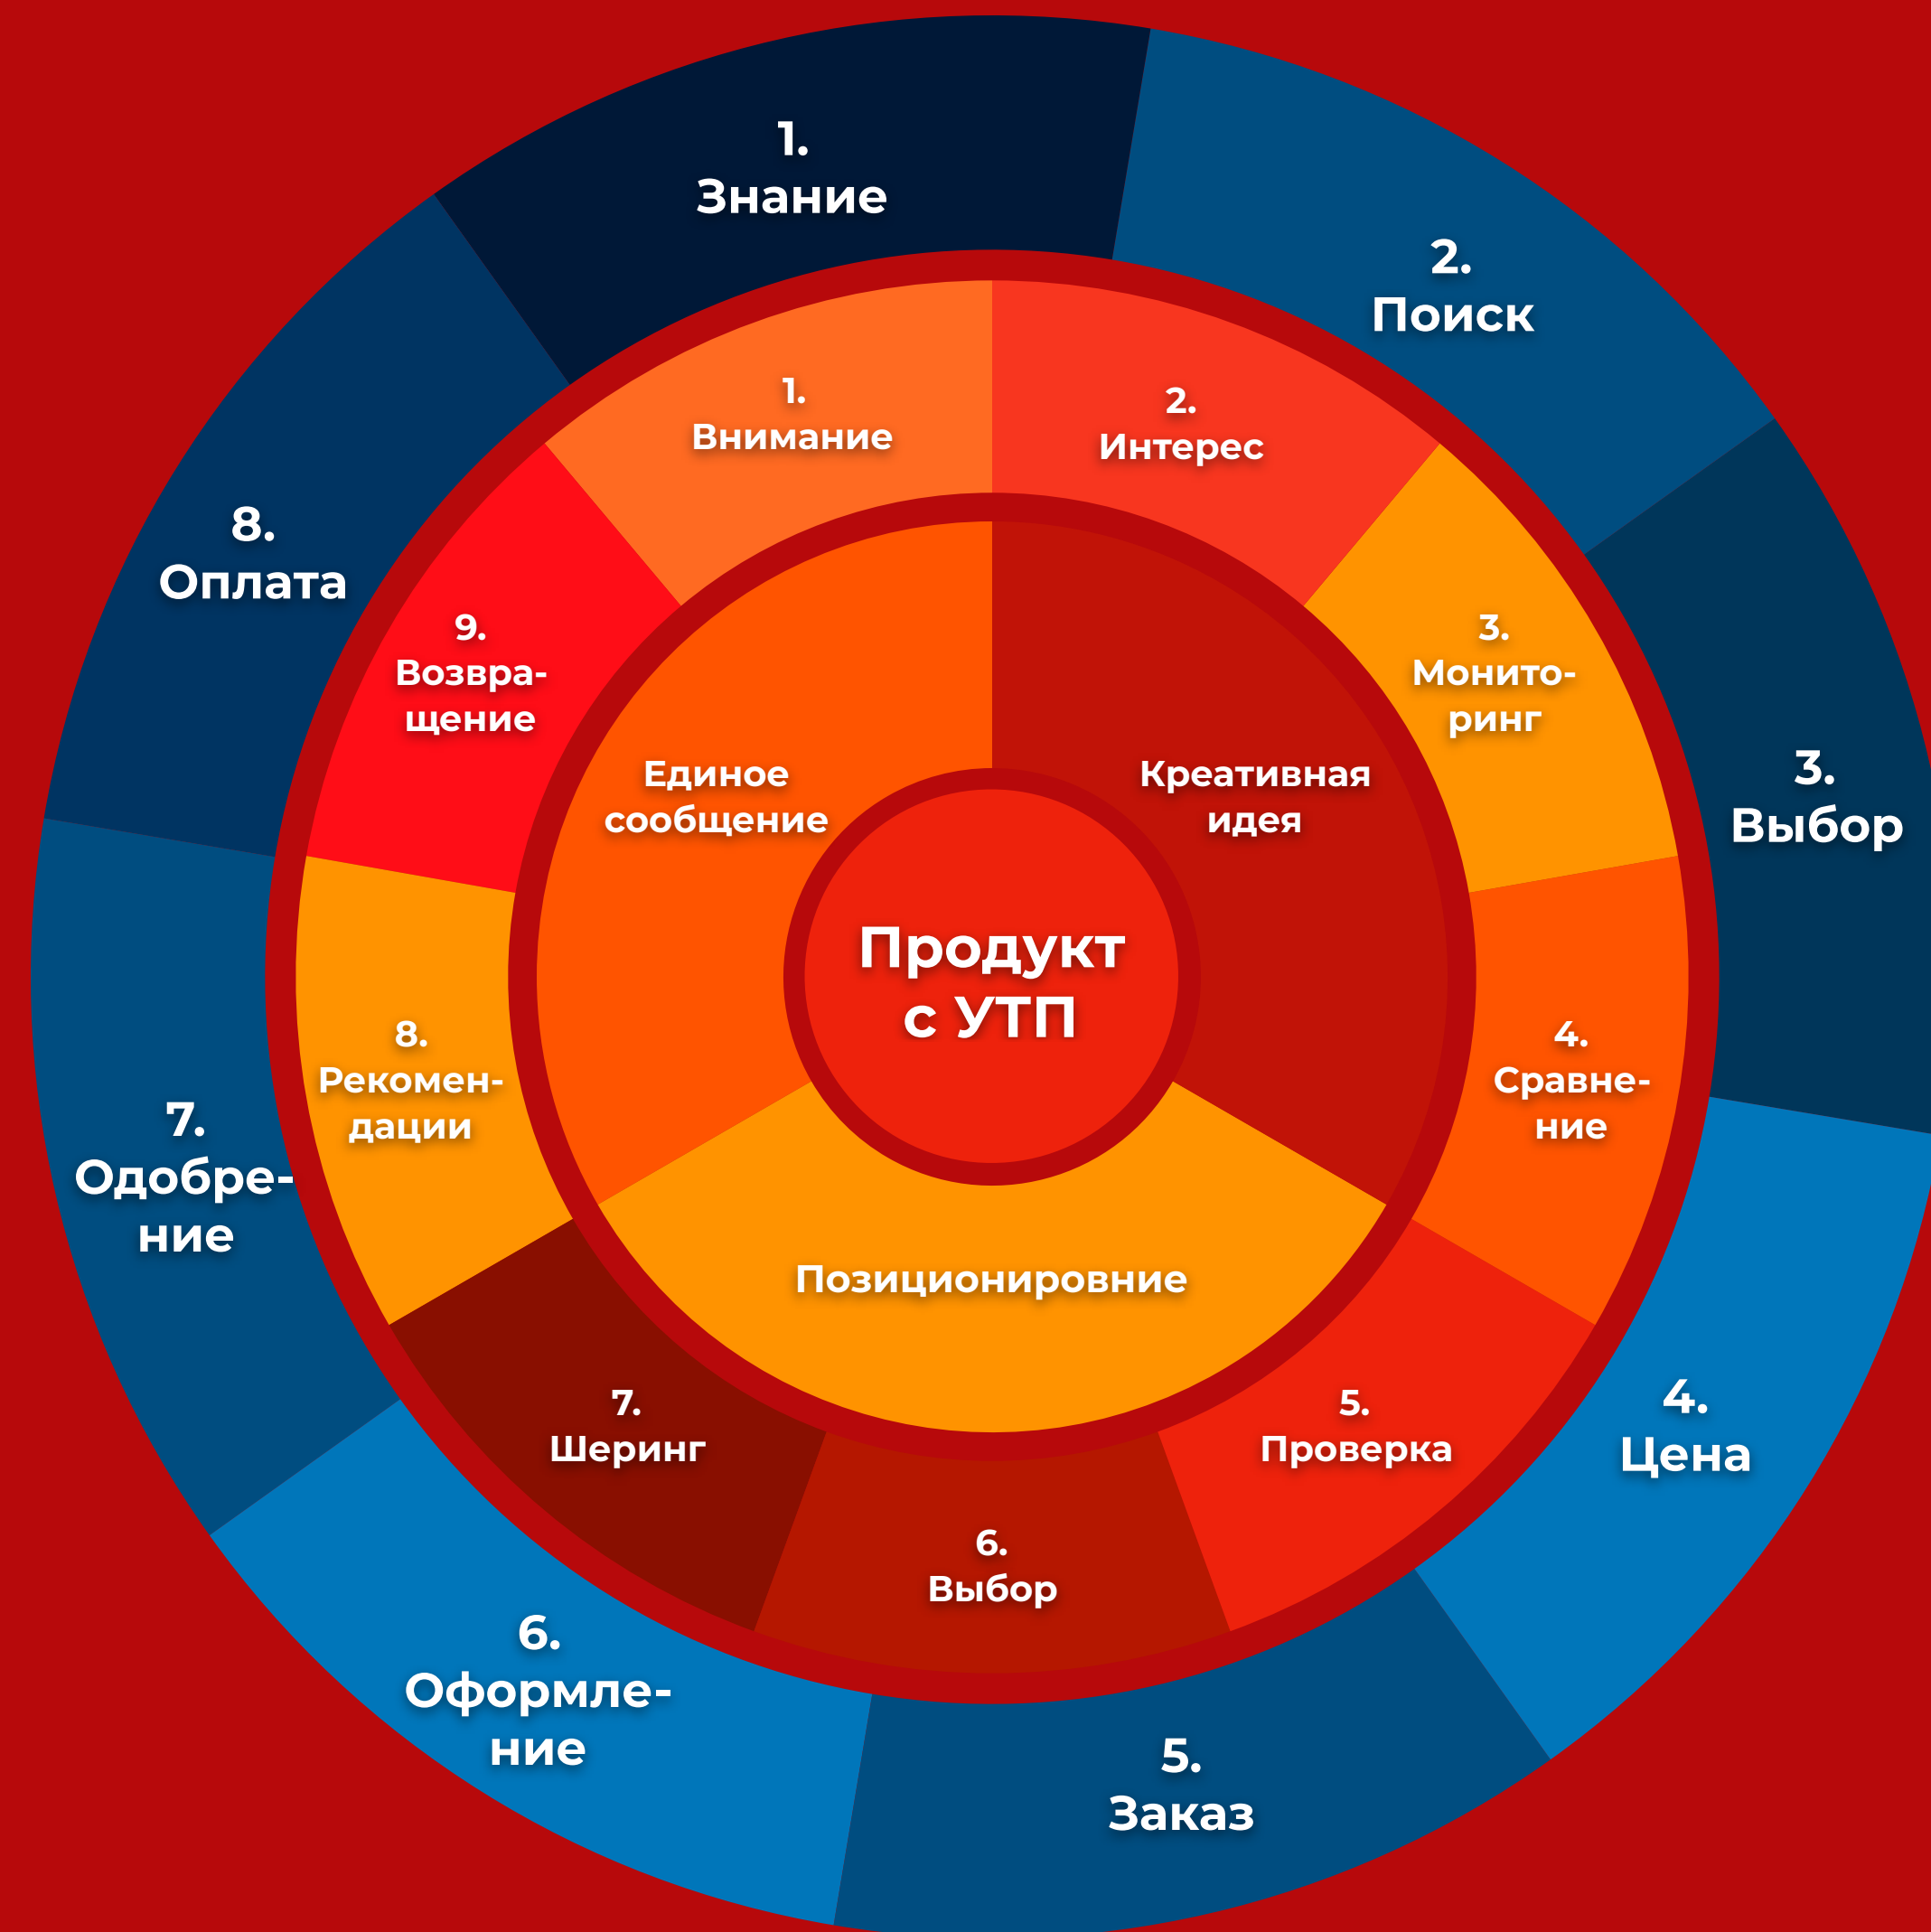 1.
Знание
2.
Поиск
3.
Выбор
4.
Цена
5.
Заказ
6.
Оформле-
ние
7.
Одобре-
ние
8.
Оплата
1.
Внимание
2.
Интерес
3.
Монито-
ринг
4.
Сравне-
ние
5.
Проверка
6.
Выбор
7.
Шеринг
8.
Рекомен-
дации
9.
Возвра-
щение
Единое
сообщение
Креативная
идея
Позиционировние
Продукт
с УТП